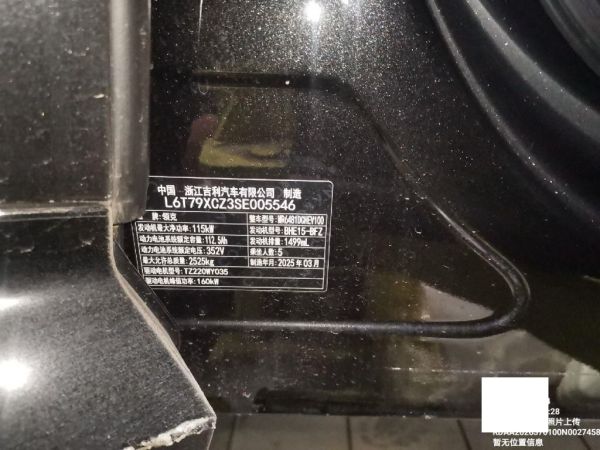 中国 浙江吉利汽车有限公司 制造
L6T79XCZ3SE005546
品 牌:领克 整车型号:MR6481DCHEV100
发动机最大净功率:115kW 发动机型号:BHE15-BFZ
动力电池系统额定容量:112.5Ah 发动机排量:1499mL
动力电池系统额定电压:352V 乘坐人数:5
最大允许总质量:2525kg 制造年月:2025年03月
驱动电机型号:TZ220WY035
驱动电机峰值功率:160kW
:28
照片上传
暂无位置信息